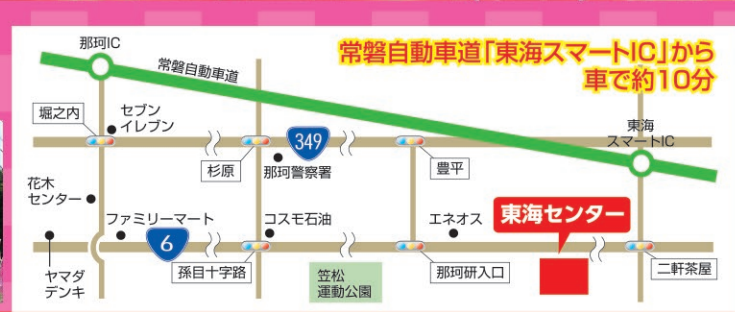 那珂IC
常磐自動車道「東海スマートIC」から
車で約10分
常磐自動車道
堀之内
セブン
イレブン
杉原
349
那珂警察署
豊平
東海
スマートIC
花木
センター
ファミリーマート
6
コスモ石油
エネオス
東海センター
ヤマダ
デンキ
孫目十字路
笠松
運動公園
那珂研入口
二軒茶屋